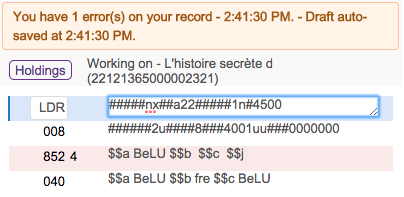 You have 1 error(s) on your record - 2:41:30 PM. - Draft auto-
saved at 2:41:30 PM.
Holdings
Working on - L'histoire secrète d
(22121365000002321)
LDR #####nx##a22#####1n#4500
008 ######2u####8###4001uu###0000000
852 4 $$a BeLU $$b $$c $$j
040 $$a BeLU $$b fre $$c BeLU